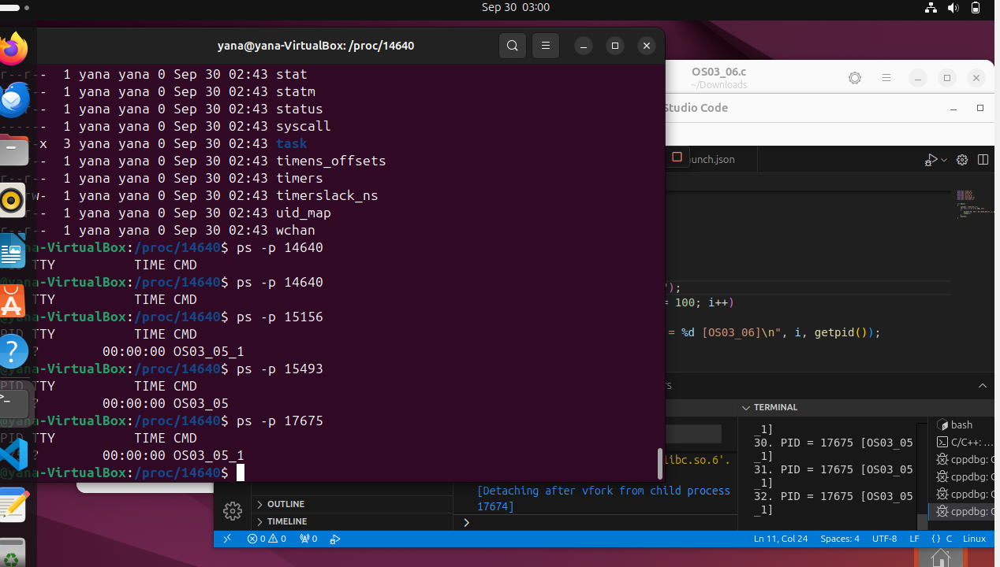 Sep 30 03:00
yana@yana-VirtualBox: /proc/14640
r--r-- 1 yana yana 0 Sep 30 02:43 stat
r--r-- 1 yana yana 0 Sep 30 02:43 statm
r--r-- 1 yana yana 0 Sep 30 02:43 status
------ 1 yana yana 0 Sep 30 02:43 syscall
x 3 yana yana 0 Sep 30 02:43 task
r--r-- 1 yana yana 0 Sep 30 02:43 timens_offsets
r--r-- 1 yana yana 0 Sep 30 02:43 timers
rw- 1 yana yana 0 Sep 30 02:43 timerslack_ns
- 1 yana yana 0 Sep 30 02:43 uid_map
r--r-- 1 yana yana 0 Sep 30 02:43 wchan
a-VirtualBox:/proc/14640$ ps -p 14640
TTY TIME CMD
@yana-VirtualBox:/proc/14640$ ps -p 14640
TTY TIME CMD
a-VirtualBox:/proc/14640$ ps -p 15156
PID TTY TIME CMD
? 00:00:00 OS03_05_1
@yana-VirtualBox:/proc/14640$ ps -p 15493
PID TTY TIME CMD
? 00:00:00 OS03_05
@yana-VirtualBox:/proc/14640$ ps -p 17675
PID TTY TIME CMD
? 00:00:00 OS03_05_1
@yana-VirtualBox:/proc/14640$
OS03_06.c
~/Downloads
Studio Code
unch.json
");
= 100; i++)
= %d [OS03_06]\n", i, getpid());
TS
TERMINAL
libc.so.6'.
[Detaching after vfork from child process
17674]
_1]
30. PID = 17675 [OS03_05
_1]
31. PID = 17675 [OS03_05
_1]
32. PID = 17675 [OS03_05
_1]
bash
C/C++: ...
cppdbg: O
cppdbg: O
cppdbg: O
cppdbg: O
OUTLINE
TIMELINE
0 0 0
Ln 11, Col 24 Spaces: 4 UTF-8 LF {} C Linux